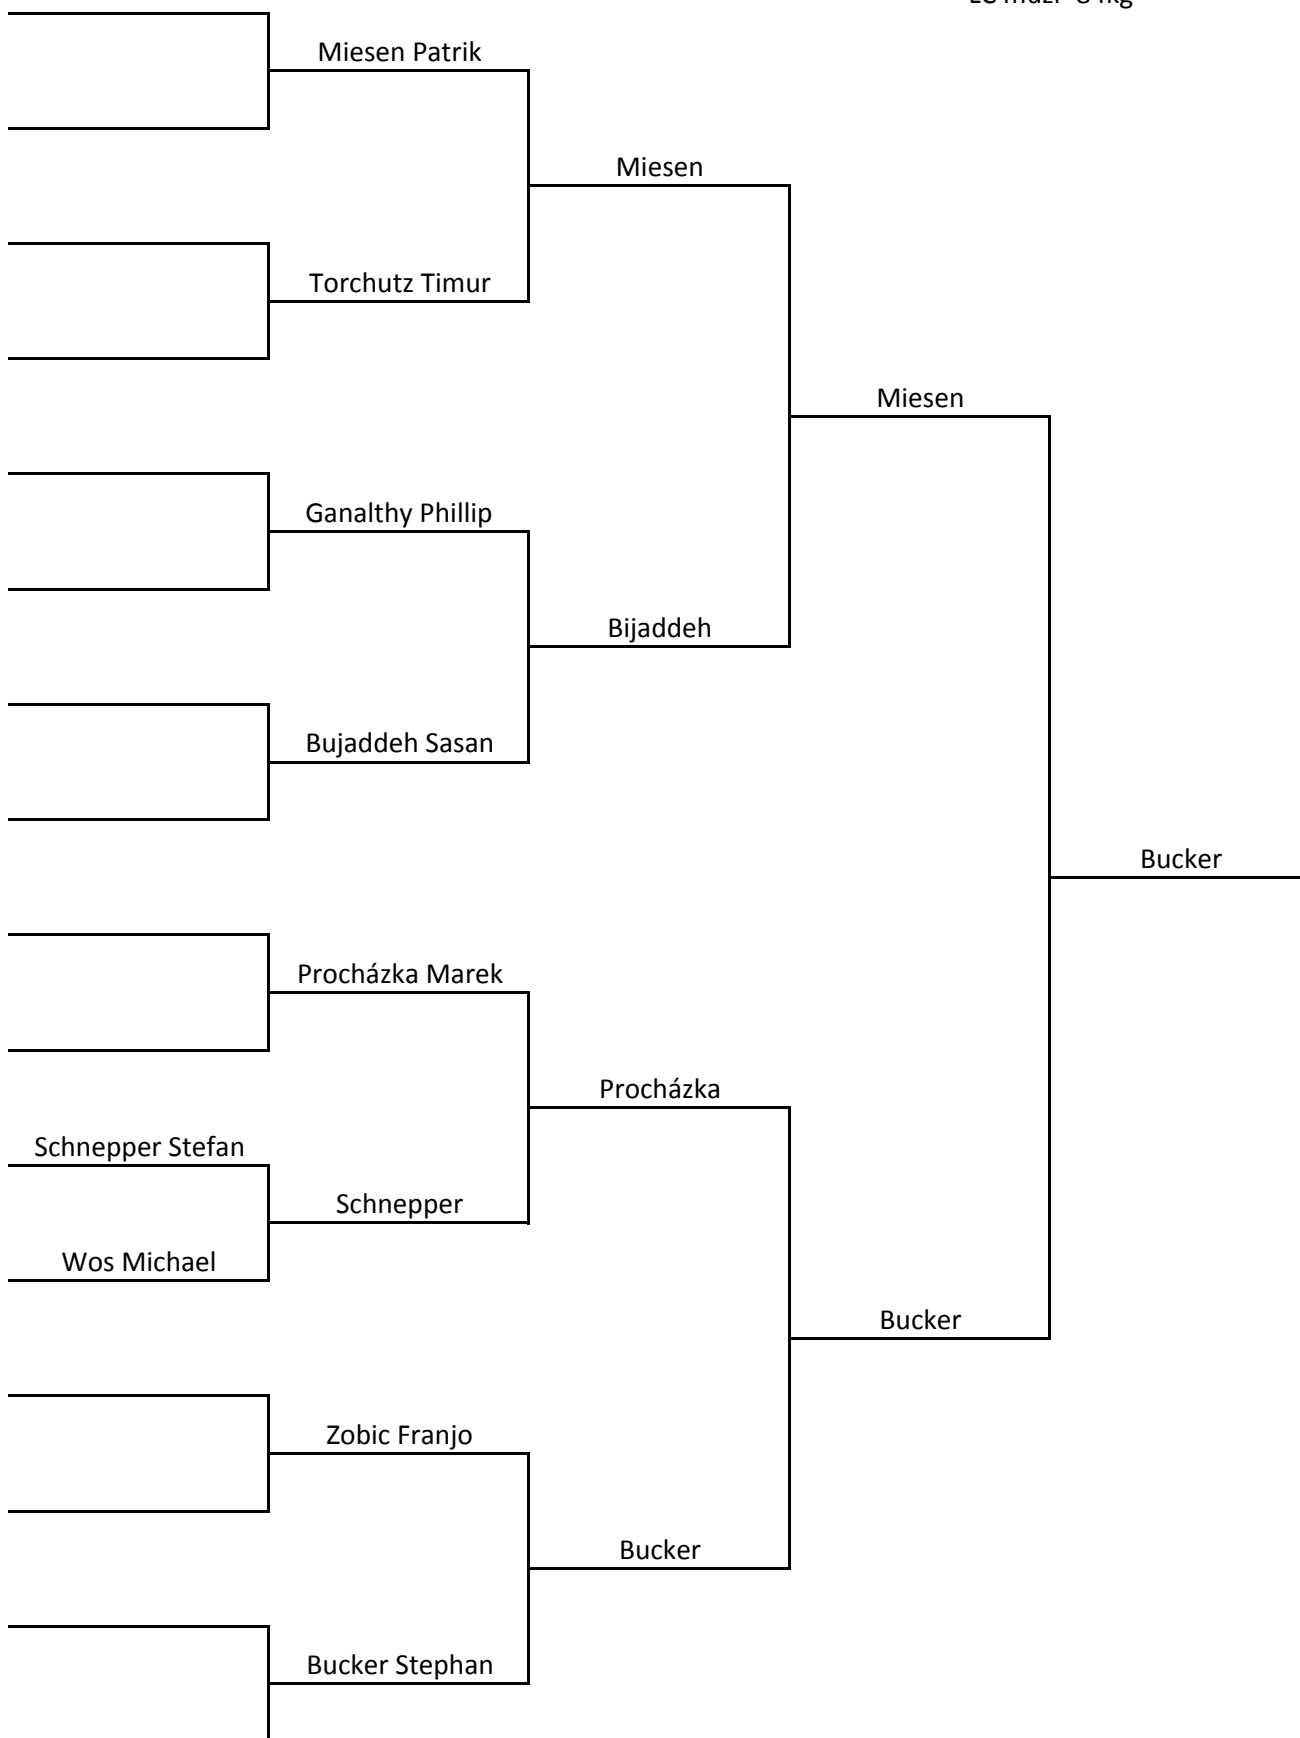 Miesen Patrik
Miesen
Torchutz Timur
Miesen
Ganalthy Phillip
Bijaddeh
Bujaddeh Sasan
Bucker
Procházka Marek
Procházka
Schnepper Stefan
Schnepper
Wos Michael
Bucker
Zobic Franjo
Bucker
Bucker Stephan